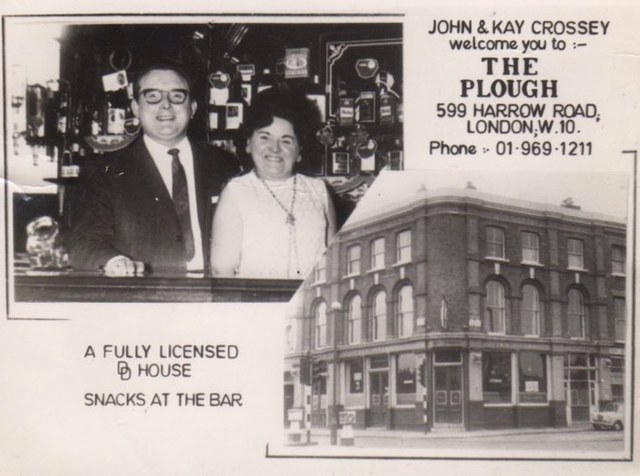 JOHN & KAY CROSSEY
welcome you to :-
THE
PLOUGH
599 HARROW ROAD,
LONDON, W.10.
Phone :- 01-969-1211
A FULLY LICENSED
DD HOUSE
SNACKS AT THE BAR